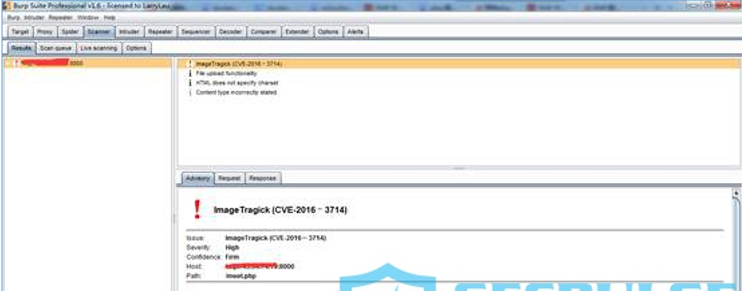 Burp Suite Professional v1.6 - licensed to LarryLau
Burp Intruder Repeater Window Help
Target Proxy Spider Scanner Intruder Repeater Sequencer Decoder Comparer Extender Options Alerts
Results Scan queue Live scanning Options
:8000
ImageTragick (CVE-2016-3714)
File upload functionality
HTML does not specify charset
Content type incorrectly stated
Advisory Request Response
ImageTragick (CVE-2016-3714)
Issue: ImageTragick (CVE-2016-3714)
Severity: High
Confidence: Firm
Host: :8000
Path: /meet.php